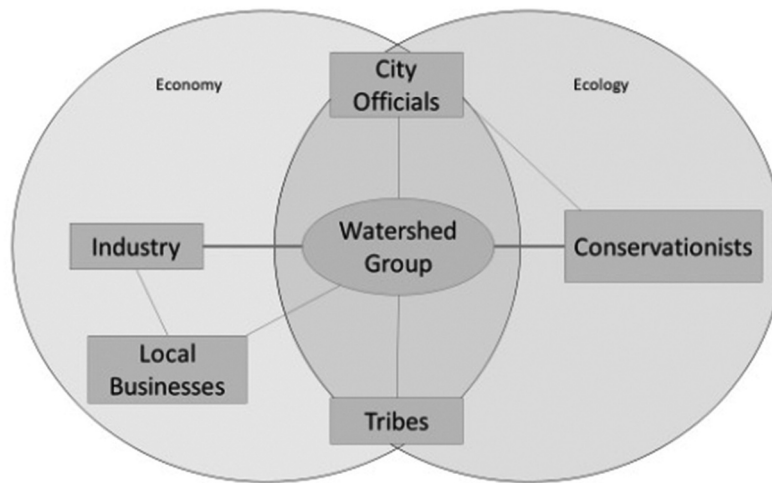 City
Officials
Economy
Ecology
Watershed
Group
Industry
Conservationists
Local
Businesses
Tribes